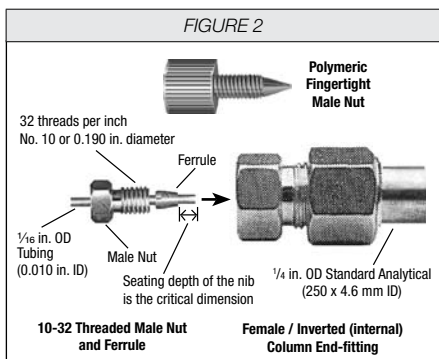 FIGURE 2
Polymeric
Fingertight
Male Nut
32 threads per inch
No. 10 or 0.190 in. diameter
Ferrule
1⁄16 in. OD
Tubing
(0.010 in. ID)
Male Nut
Seating depth of the nib
is the critical dimension
1⁄4 in. OD Standard Analytical
(250 x 4.6 mm ID)
10-32 Threaded Male Nut
and Ferrule
Female / Inverted (internal)
Column End-fitting